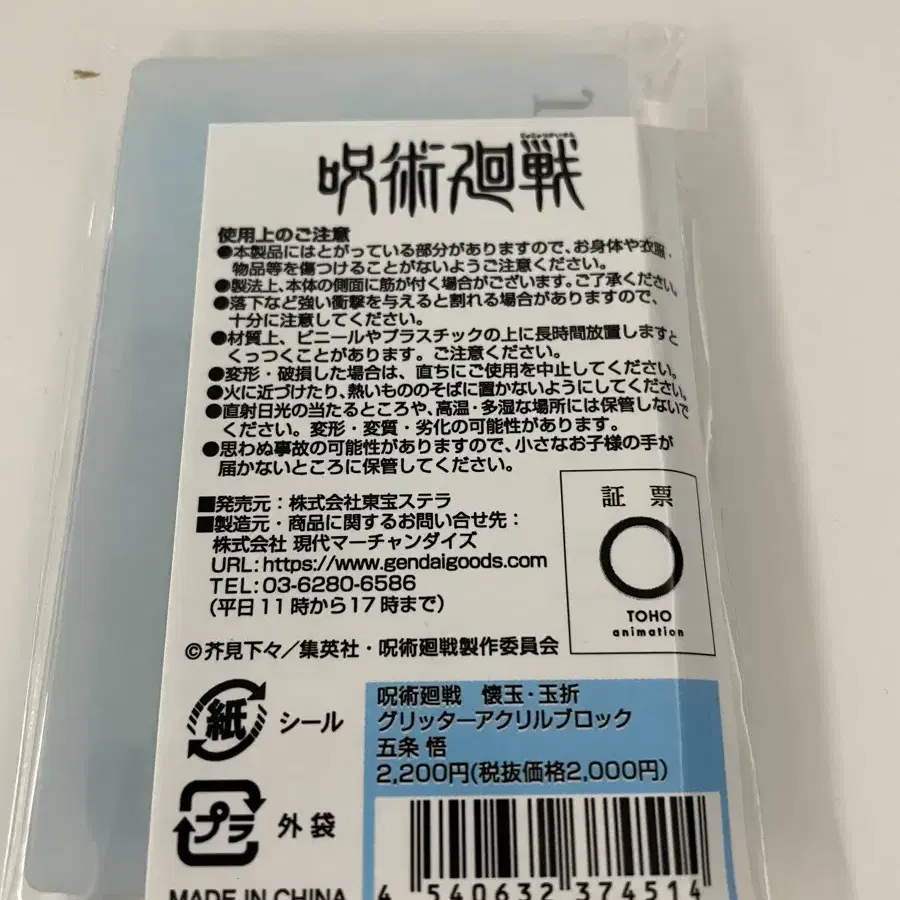 じゅじゅつかいせん
呪術廻戦
使用上のご注意
●本製品にはとがっている部分がありますので、お身体や衣服・
物品等を傷つけることがないようご注意ください。
●製法上、本体の側面に筋が付く場合がございます。ご了承ください。
●落下など強い衝撃を与えると割れる場合がありますので、
十分に注意してください。
●材質上、ビニールやプラスチックの上に長時間放置しますと
くっつくことがあります。ご注意ください。
●変形・破損した場合は、直ちにご使用を中止してください。
●火に近づけたり、熱いもののそばに置かないようにしてください。
●直射日光の当たるところや、高温・多湿な場所には保管しないで
ください。変形・変質・劣化の可能性があります。
●思わぬ事故の可能性がありますので、小さなお子様の手が
届かないところに保管してください。
■発売元：株式会社東宝ステラ
■製造元・商品に関するお問い合せ先：
株式会社 現代マーチャンダイズ
URL：https://www.gendaigoods.com
TEL：03-6280-6586
（平日11時から17時まで）
証票
TOHO
animation
©芥見下々／集英社・呪術廻戦製作委員会
紙 シール
プラ 外袋
MADE IN CHINA
呪術廻戦 懐玉・玉折
グリッターアクリルブロック
五条 悟
2,200円(税抜価格2,000円)
4 540632 374514